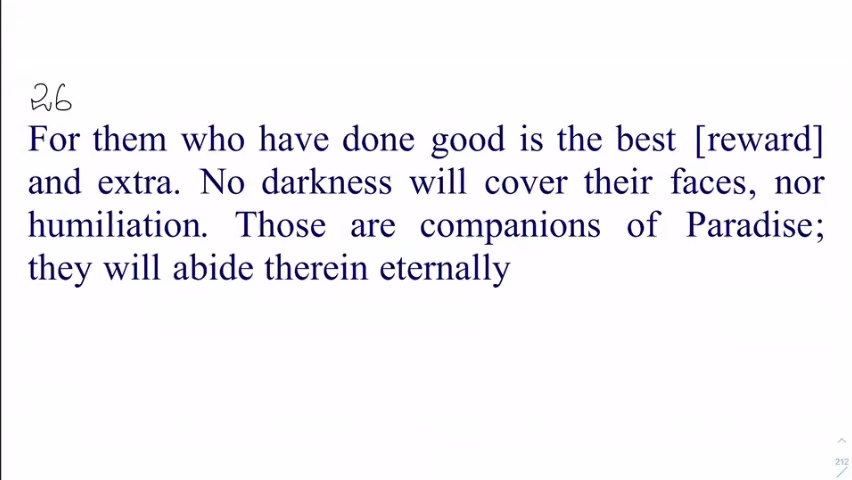 26
For them who have done good is the best [reward]
and extra. No darkness will cover their faces, nor
humiliation. Those are companions of Paradise;
they will abide therein eternally
212